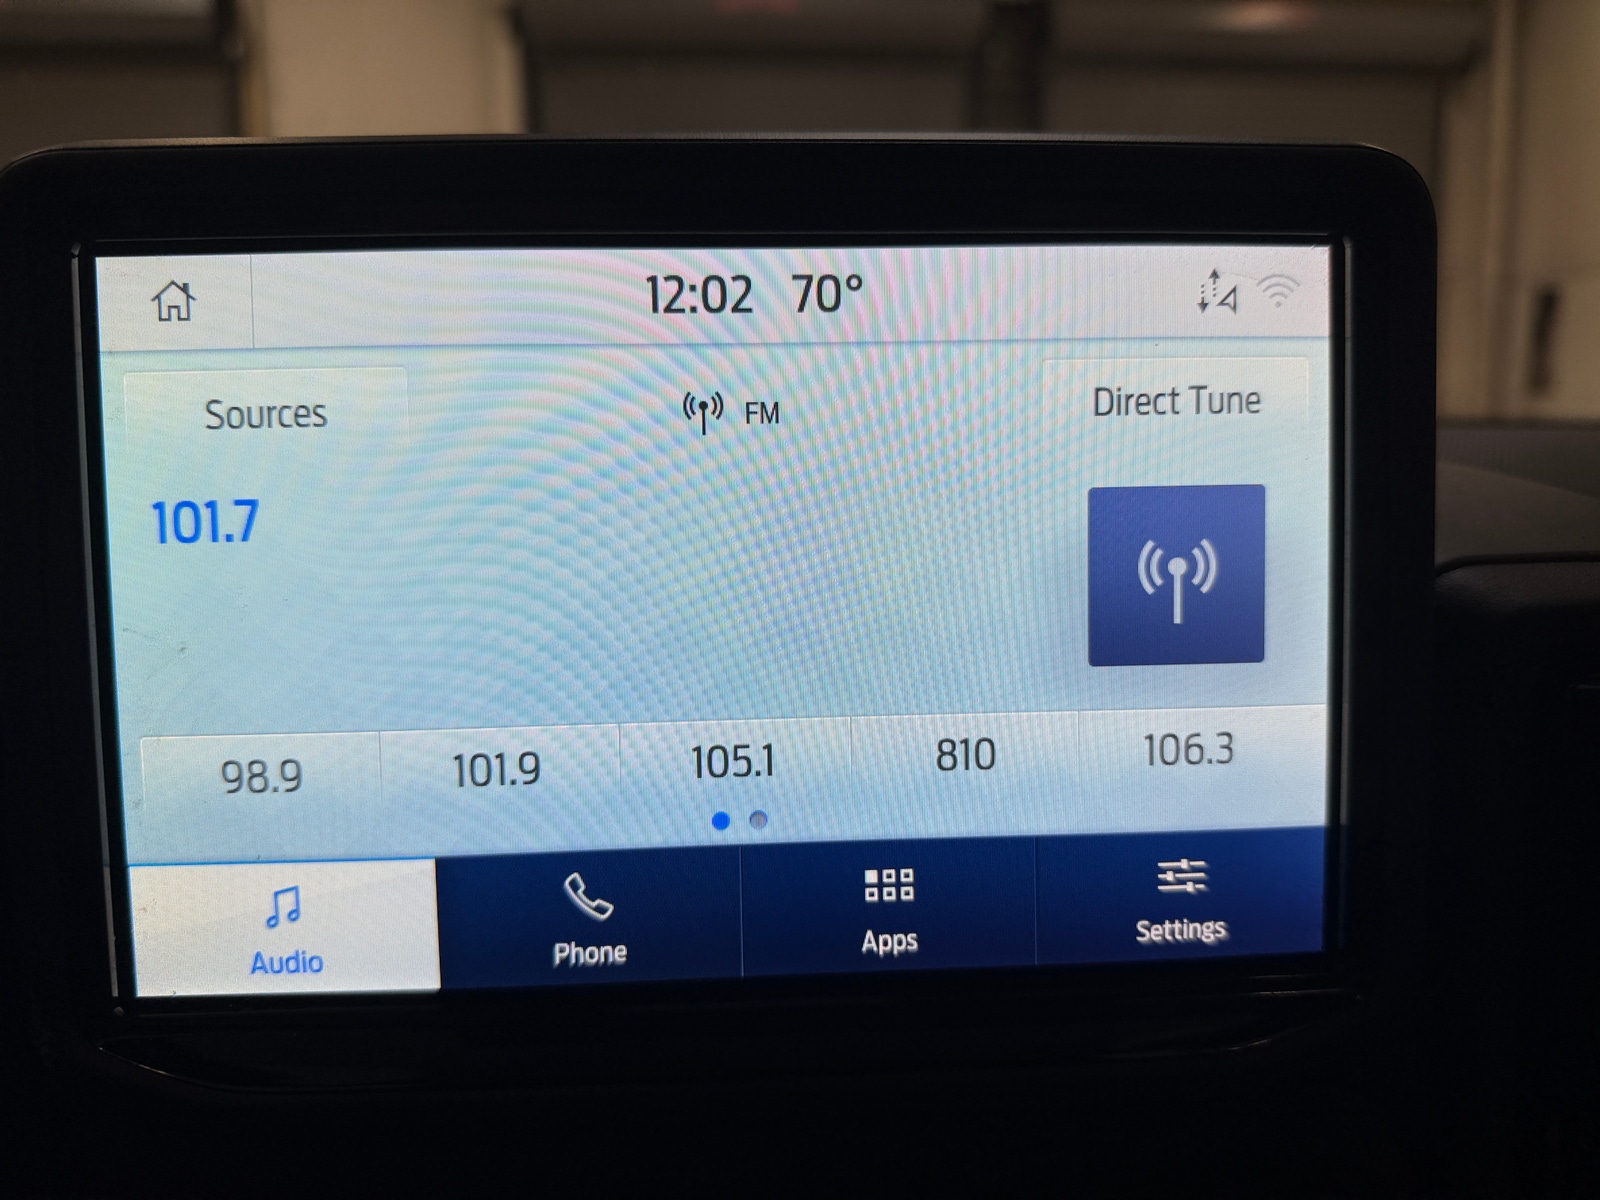 12:02 70°
Sources FM Direct Tune
101.7
98.9 101.9 105.1 810 106.3
Audio Phone Apps Settings